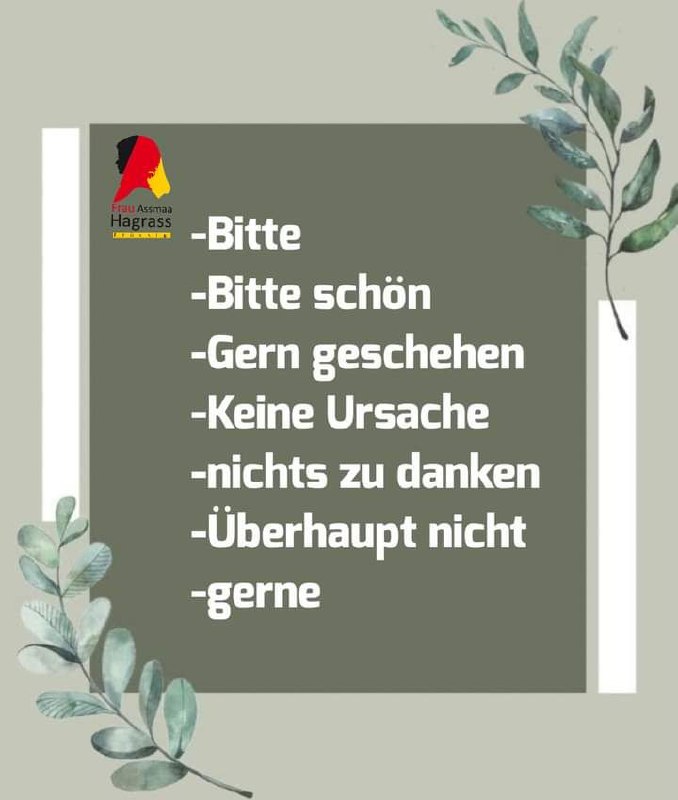 Frau Assmaa
Hagrass
-Bitte
-Bitte schön
-Gern geschehen
-Keine Ursache
-nichts zu danken
-Überhaupt nicht
-gerne